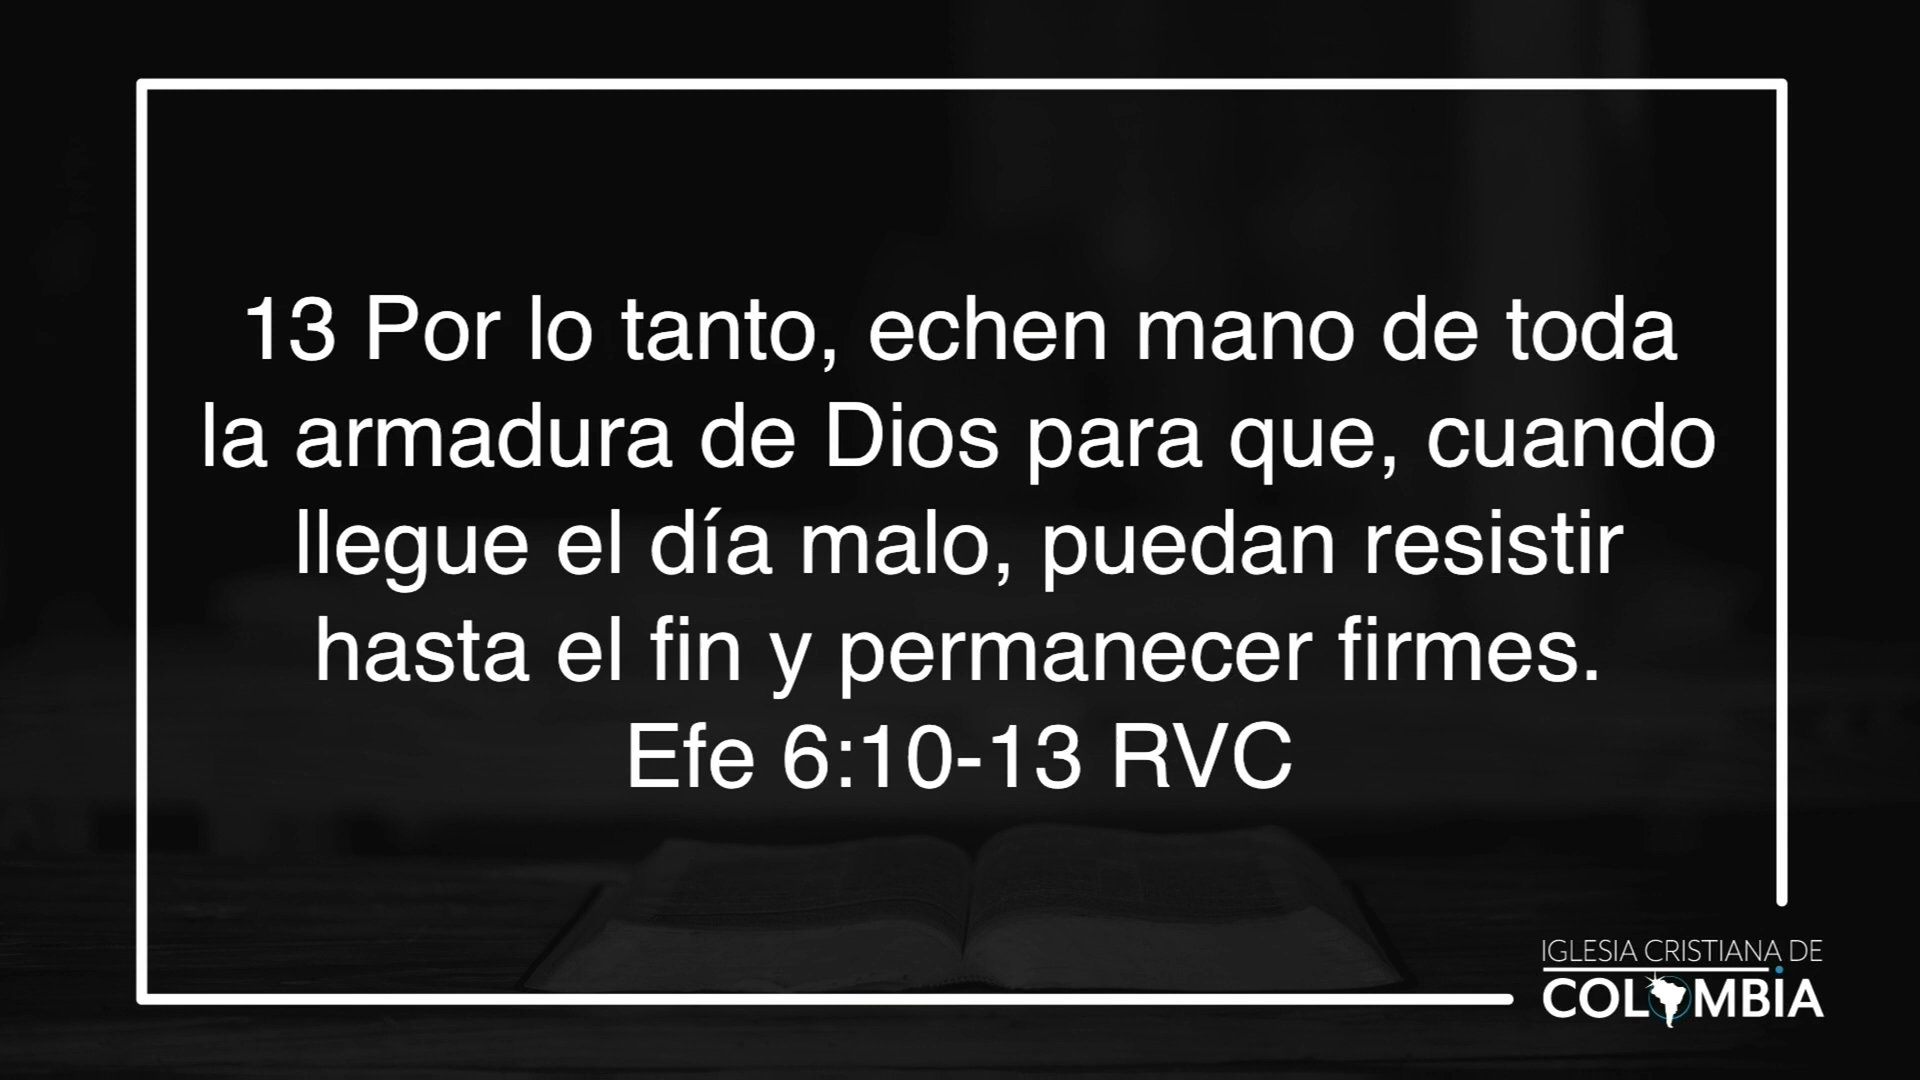 13 Por lo tanto, echen mano de toda
la armadura de Dios para que, cuando
llegue el día malo, puedan resistir
hasta el fin y permanecer firmes.
Efe 6:10-13 RVC
IGLESIA CRISTIANA DE
COLOMBIA